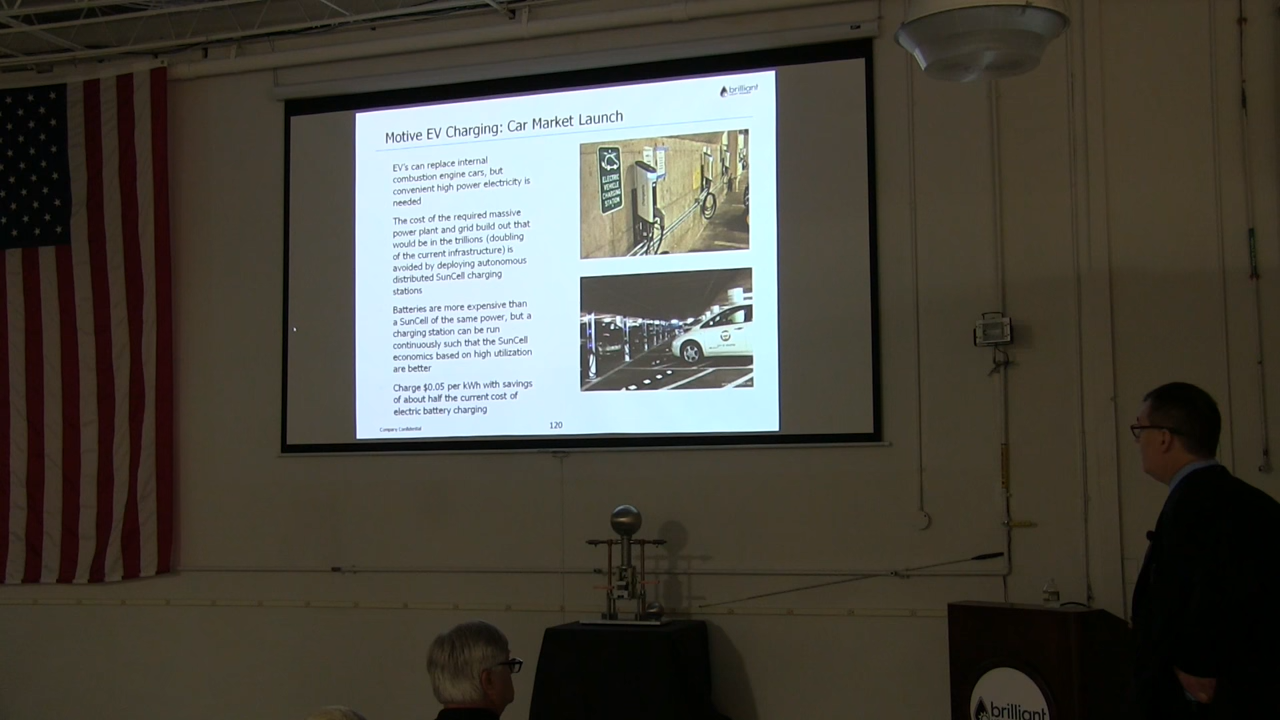 brilliant
Motive EV Charging: Car Market Launch
EV's can replace internal
combustion engine cars, but
convenient high power electricity is
needed
The cost of the required massive
power plant and grid build out that
would be in the trillions (doubling
of the current infrastructure) is
avoided by deploying autonomous
distributed SunCell charging
stations
Batteries are more expensive than
a SunCell of the same power, but a
charging station can be run
continuously such that the SunCell
economics based on high utilization
are better
Charge $0.05 per kWh with savings
of about half the current cost of
electric battery charging
ELECTRIC
VEHICLE
CHARGING
STATION
Company Confidential
120
brilliant